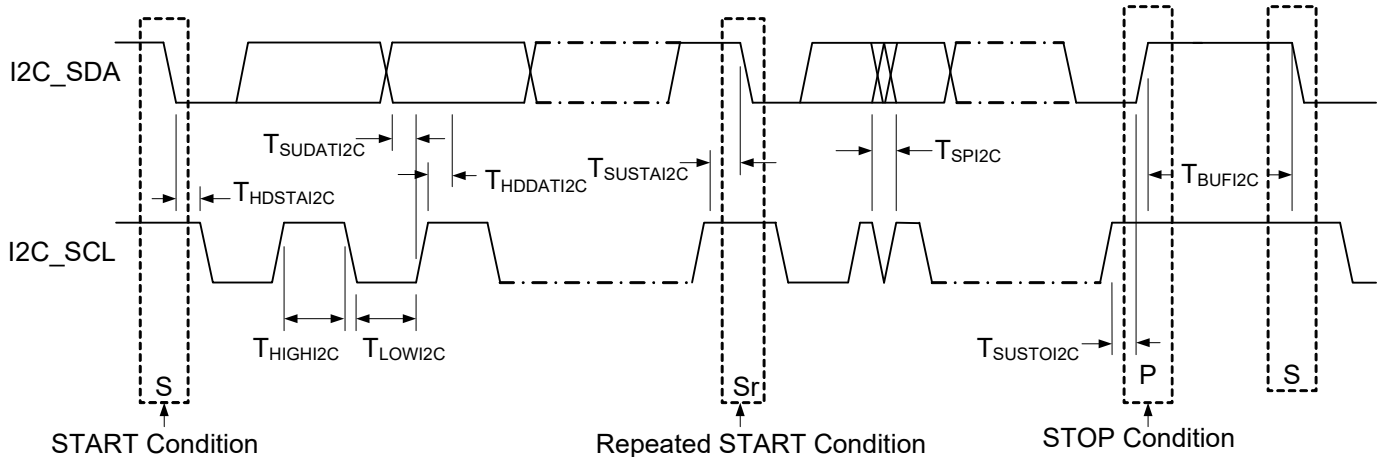 I2C_SDA
TSUDATI2C
THDSTAI2C
THDDATI2C
TSUSTAI2C
TSPI2C
TBUFI2C
I2C_SCL
THIGHI2C
TLOWI2C
TSUSTOI2C
S
Sr
P
S
START Condition
Repeated START Condition
STOP Condition